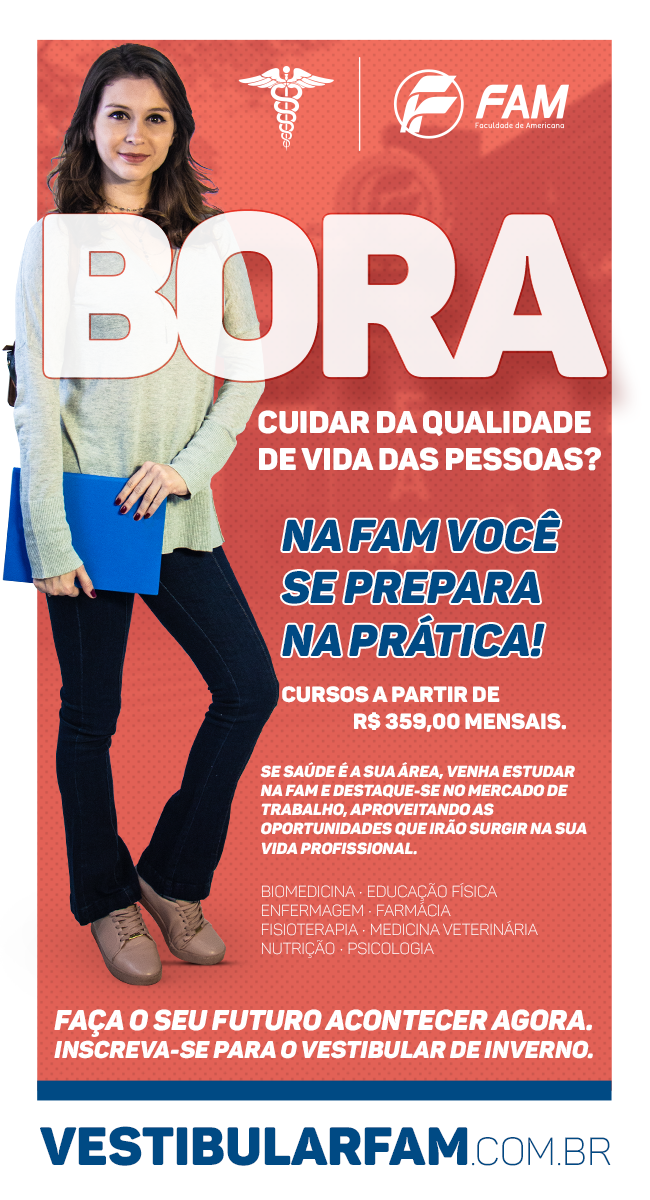 FAM
Faculdade de Americana
BORA
CUIDAR DA QUALIDADE
DE VIDA DAS PESSOAS?
NA FAM VOCÊ
SE PREPARA
NA PRÁTICA!
CURSOS A PARTIR DE
R$ 359,00 MENSAIS.
SE SAÚDE É A SUA ÁREA, VENHA ESTUDAR
NA FAM E DESTAQUE-SE NO MERCADO DE
TRABALHO, APROVEITANDO AS
OPORTUNIDADES QUE IRÃO SURGIR NA SUA
VIDA PROFISSIONAL.
BIOMEDICINA · EDUCAÇÃO FÍSICA
ENFERMAGEM · FARMÁCIA
FISIOTERAPIA · MEDICINA VETERINÁRIA
NUTRIÇÃO · PSICOLOGIA
FAÇA O SEU FUTURO ACONTECER AGORA.
INSCREVA-SE PARA O VESTIBULAR DE INVERNO.
VESTIBULARFAM.COM.BR